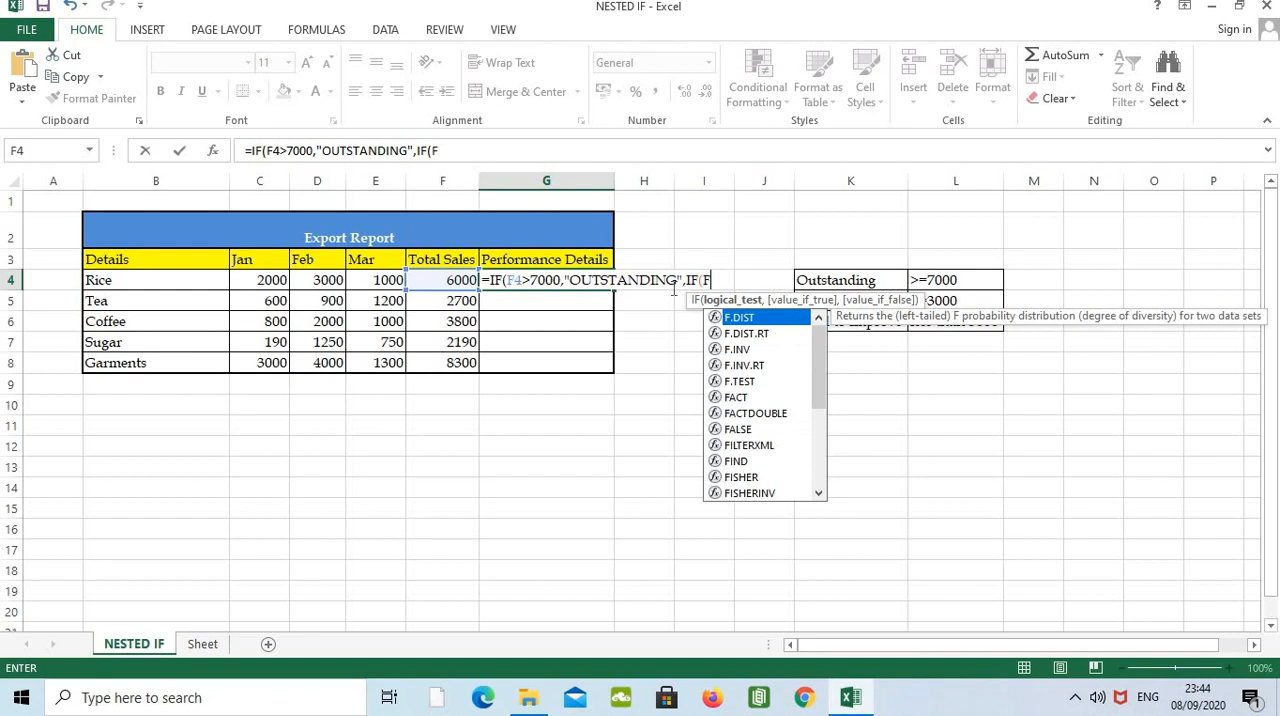 NESTED IF - Excel
Sign in
FILE HOME INSERT PAGE LAYOUT FORMULAS DATA REVIEW VIEW
Paste
Cut
Copy
Format Painter
Clipboard
11
B I U
Font
Wrap Text
Merge & Center
Alignment
General
%
Number
Conditional Formatting
Format as Table
Cell Styles
Styles
Insert Delete Format
Cells
AutoSum
Fill
Clear
Sort & Filter
Find & Select
Editing
F4 =IF(F4>7000,"OUTSTANDING",IF(F
A B C D E F G H I J K L M N O P
1
2 Export Report
3 Details Jan Feb Mar Total Sales Performance Details
4 Rice 2000 3000 1000 6000 =IF(F4>7000,"OUTSTANDING",IF(F Outstanding >=7000
5 Tea 600 900 1200 2700
IF(logical_test, [value_if_true], [value_if_false])
F.DIST Returns the (left-tailed) F probability distribution (degree of diversity) for two data sets
6 Coffee 800 2000 1000 3800
F.DIST.RT
7 Sugar 190 1250 750 2190
F.INV
8 Garments 3000 4000 1300 8300
F.INV.RT
F.TEST
FACT
FACTDOUBLE
FALSE
FILTERXML
FIND
FISHER
FISHERINV
9
10
11
12
13
14
15
16
17
18
19
20
NESTED IF Sheet
ENTER 100%
Type here to search
ENG
23:44
08/09/2020